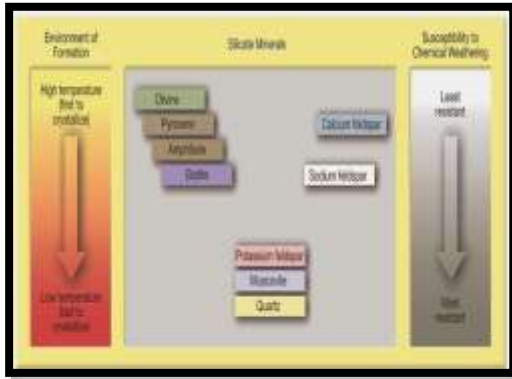 Environment of
Formation
Silicate Minerals
Susceptibility to
Chemical Weathering
High temperature
(first to
crystallize)
Low temperature
(last to
crystallize)
Olivine
Pyroxene
Amphibole
Biotite
Calcium feldspar
Sodium feldspar
Potassium feldspar
Muscovite
Quartz
Least
resistant
Most
resistant